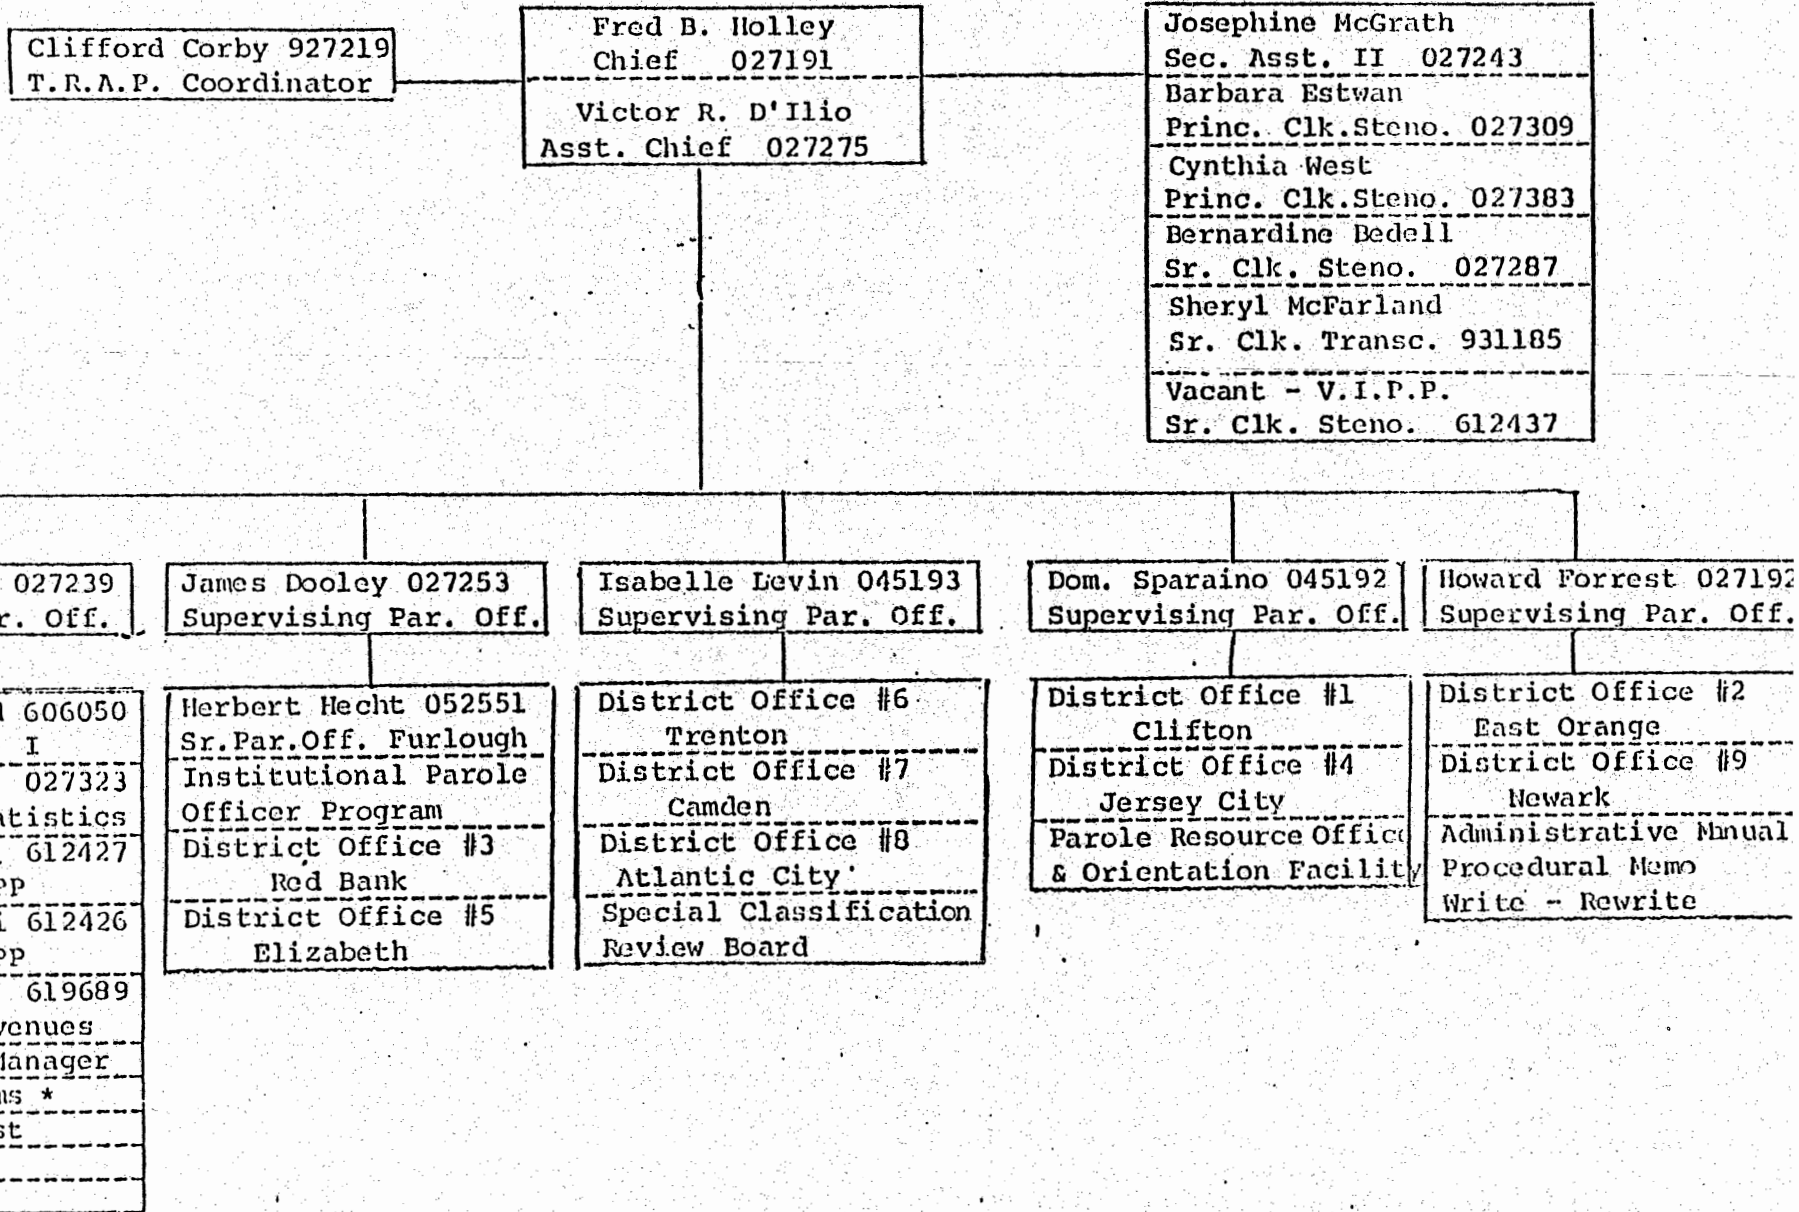 Clifford Corby 927219
T.R.A.P. Coordinator
Fred B. Holley
Chief 027191
Victor R. D'Ilio
Asst. Chief 027275
Josephine McGrath
Sec. Asst. II 027243
Barbara Estwan
Princ. Clk.Steno. 027309
Cynthia West
Princ. Clk.Steno. 027383
Bernardine Bedell
Sr. Clk. Steno. 027287
Sheryl McFarland
Sr. Clk. Transc. 931185
Vacant - V.I.P.P.
Sr. Clk. Steno. 612437
027239
r. Off.
606050
I
027323
atistics
612427
pp
i 612426
pp
619689
venues
Manager
ms *
st
James Dooley 027253
Supervising Par. Off.
Herbert Hecht 052551
Sr.Par.Off. Furlough
Institutional Parole
Officer Program
District Office #3
Red Bank
District Office #5
Elizabeth
Isabelle Levin 045193
Supervising Par. Off.
District Office #6
Trenton
District Office #7
Camden
District Office #8
Atlantic City
Special Classification
Review Board
Dom. Sparaino 045192
Supervising Par. Off.
District Office #1
Clifton
District Office #4
Jersey City
Parole Resource Offic
& Orientation Facility
Howard Forrest 027192
Supervising Par. Off.
District Office #2
East Orange
District Office #9
Newark
Administrative Manual
Procedural Memo
Write - Rewrite